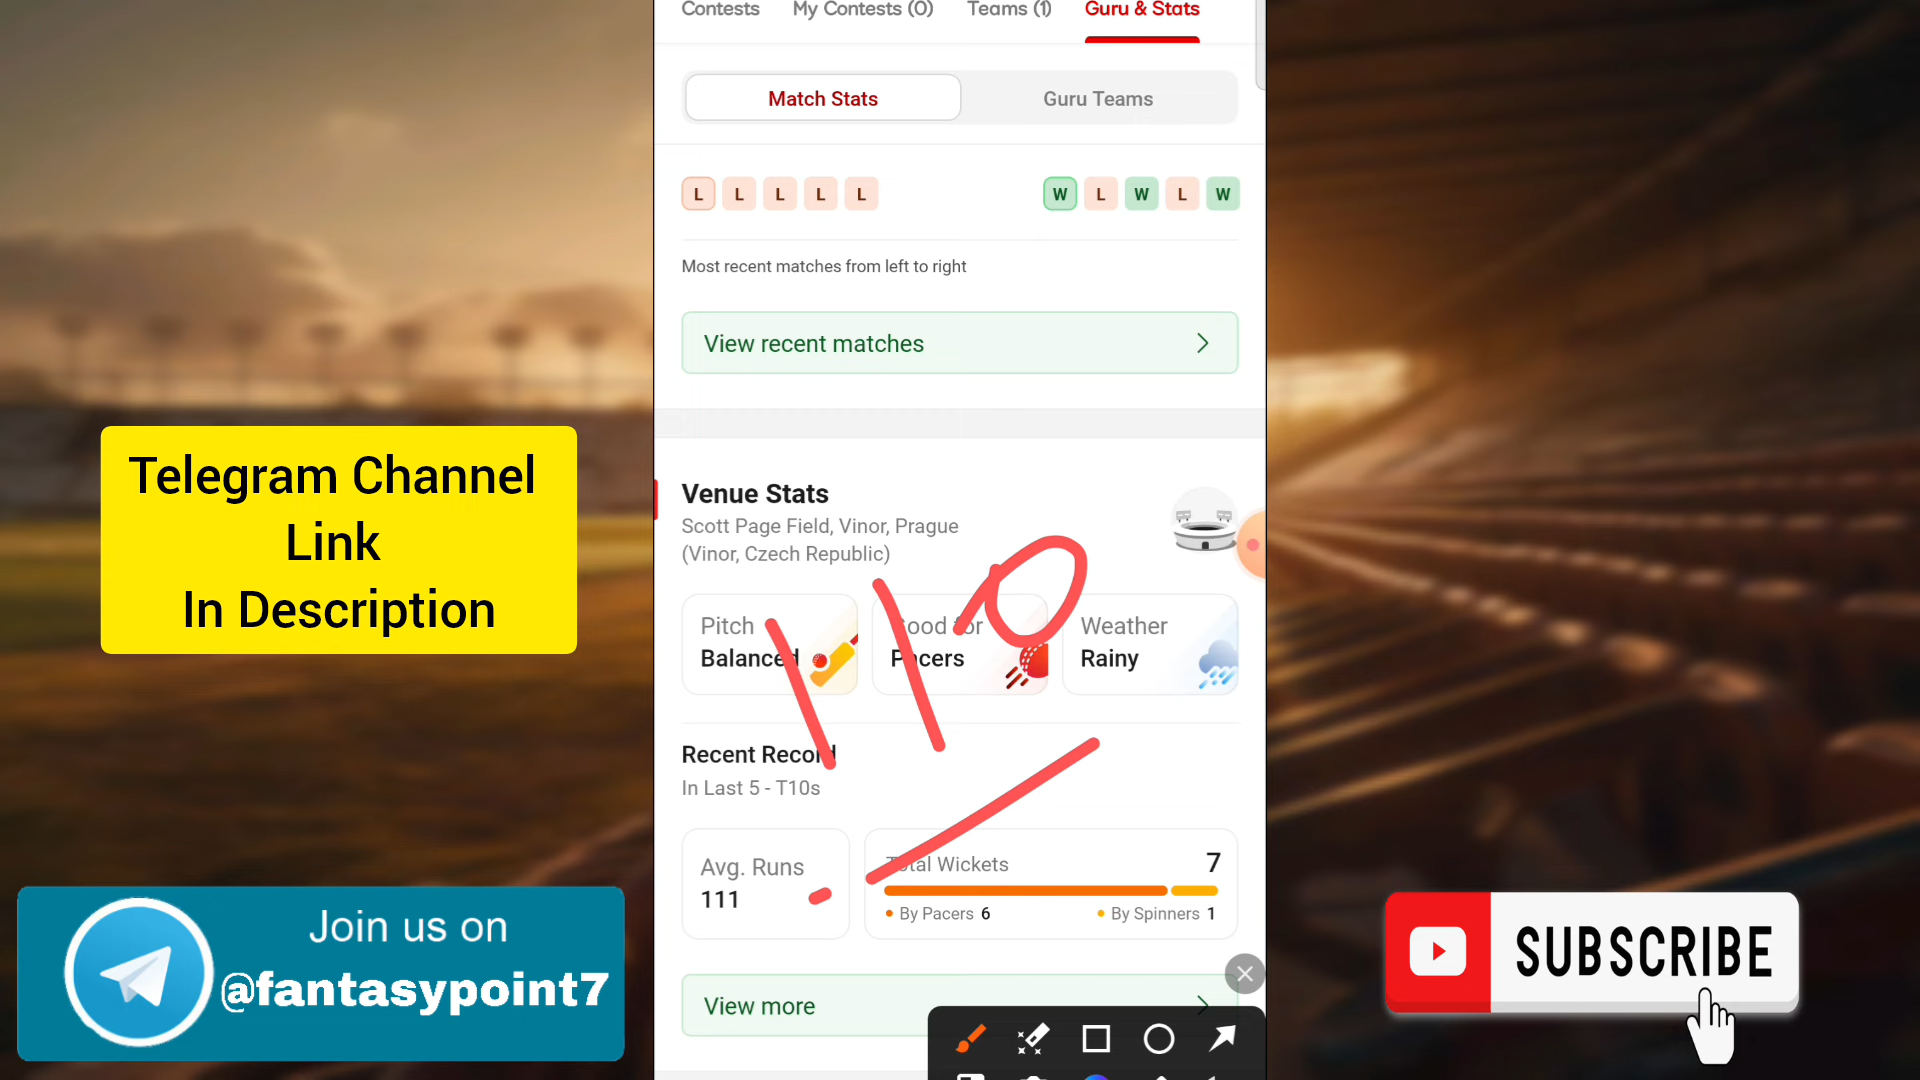 Contests My Contests (0) Teams (1) Guru & Stats
Match Stats Guru Teams
L L L L L W L W L W
Most recent matches from left to right
View recent matches
Venue Stats
Scott Page Field, Vinor, Prague
(Vinor, Czech Republic)
110
Pitch
Balanced
Good for
Pacers
Weather
Rainy
Recent Record
In Last 5 - T10s
Avg. Runs
111
Total Wickets 7
By Pacers 6 By Spinners 1
View more
Telegram Channel
Link
In Description
Join us on
@fantasypoint7
SUBSCRIBE